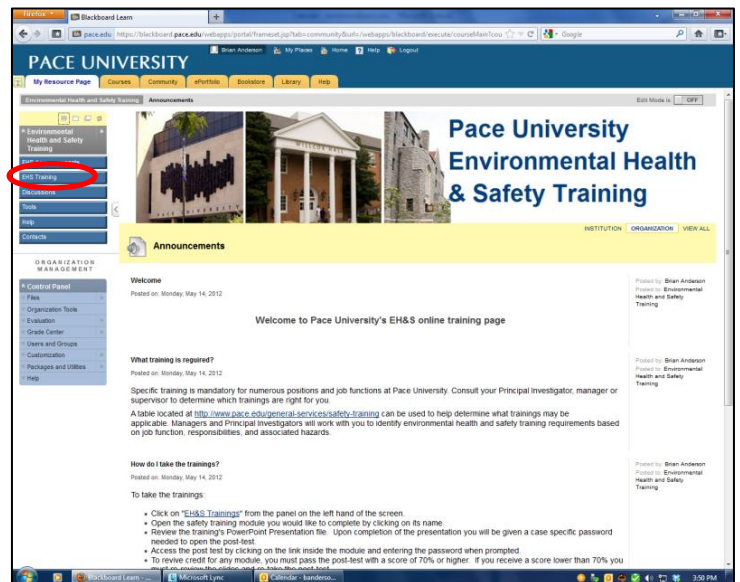 Firefox
Blackboard Learn
pace.edu https://blackboard.pace.edu/webapps/portal/frameset.jsp?tab=community&url=/webapps/blackboard/execute/courseMain?cou
Google
Brian Anderson My Places Home Help Logout
PACE UNIVERSITY
My Resource Page Courses Community ePortfolio Bookstore Library Help
Environmental Health and Safety Training Announcements
Edit Mode is: OFF
Environmental
Health and Safety
Training
EHS Training
Discussions
Tools
Help
Contacts
ORGANIZATION
MANAGEMENT
Control Panel
Files
Organization Tools
Evaluation
Grade Center
Users and Groups
Customization
Packages and Utilities
Help
WILLCOX HALL
PACE UNIVERSITY
Pace University
Environmental Health
& Safety Training
INSTITUTION ORGANIZATION VIEW ALL
Announcements
Welcome
Posted on: Monday, May 14, 2012
Welcome to Pace University's EH&S online training page
Posted by: Brian Anderson
Posted to: Environmental
Health and Safety
Training
What training is required?
Posted on: Monday, May 14, 2012
Specific training is mandatory for numerous positions and job functions at Pace University. Consult your Principal Investigator, manager or
supervisor to determine which trainings are right for you.
A table located at http://www.pace.edu/general-services/safety-training can be used to help determine what trainings may be
applicable. Managers and Principal Investigators will work with you to identify environmental health and safety training requirements based
on job function, responsibilities, and associated hazards.
Posted by: Brian Anderson
Posted to: Environmental
Health and Safety
Training
How do I take the trainings?
Posted on: Monday, May 14, 2012
To take the trainings:
• Click on "EH&S Trainings" from the panel on the left hand of the screen.
• Open the safety training module you would like to complete by clicking on its name.
• Review the training's PowerPoint Presentation file. Upon completion of the presentation you will be given a case specific password
needed to open the post-test.
• Access the post test by clicking on the link inside the module and entering the password when prompted.
• To revive credit for any module, you must pass the post-test with a score of 70% or higher. If you receive a score lower than 70% you
must re-review the slides and re-take the post-test
Posted by: Brian Anderson
Posted to: Environmental
Health and Safety
Training
Blackboard Learn - ...
Microsoft Lync
Calendar - banderso...
3:50 PM